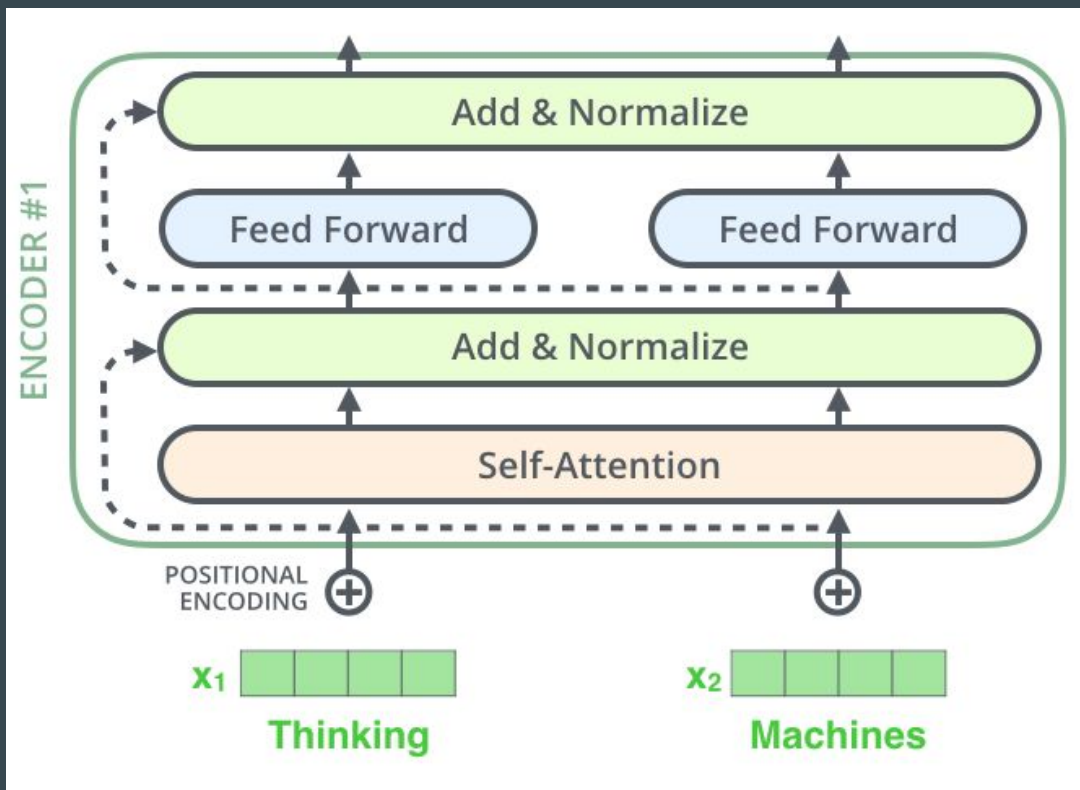 Add & Normalize
Feed Forward
Feed Forward
Add & Normalize
Self-Attention
ENCODER #1
POSITIONAL
ENCODING
x₁
x₂
Thinking
Machines